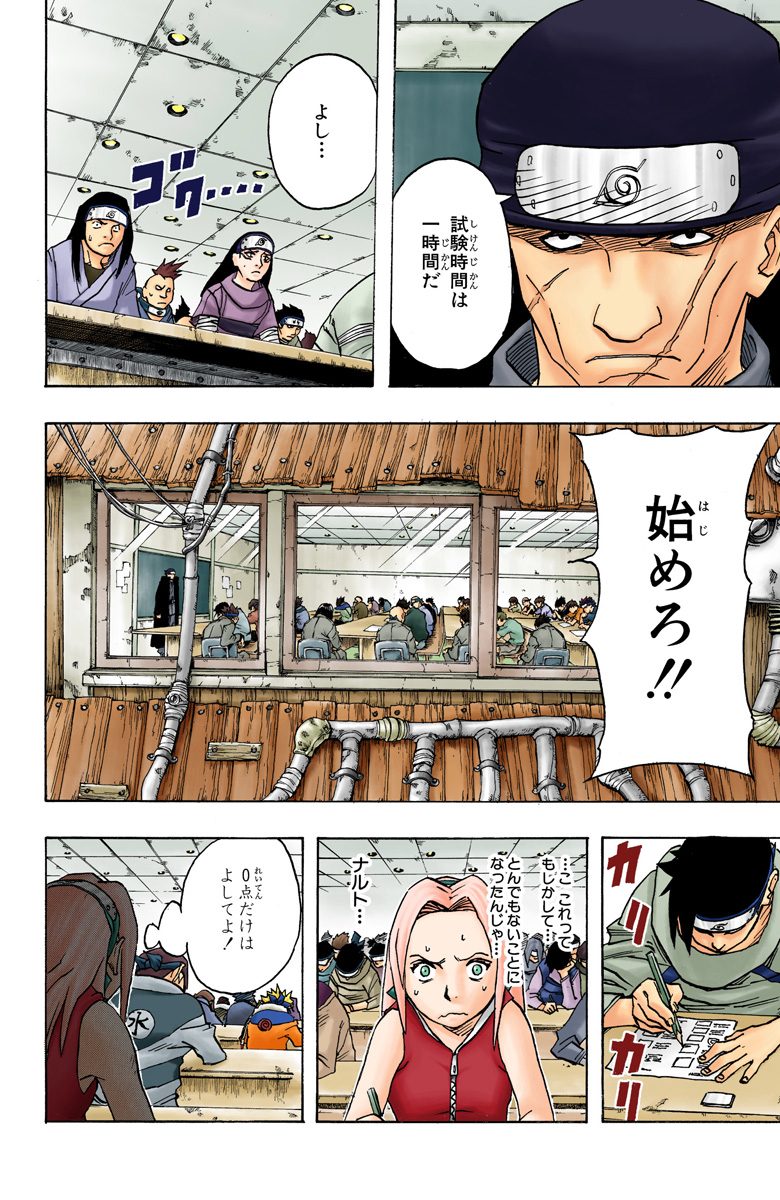 試験時間は
一時間だ
よし…
ゴク‥‥
始めろ!!
カリ
カリ
…こ これって
もしかして…
とんでもないことに
なったんじゃ…
ナルト…
0点だけは
よしてよ!
水